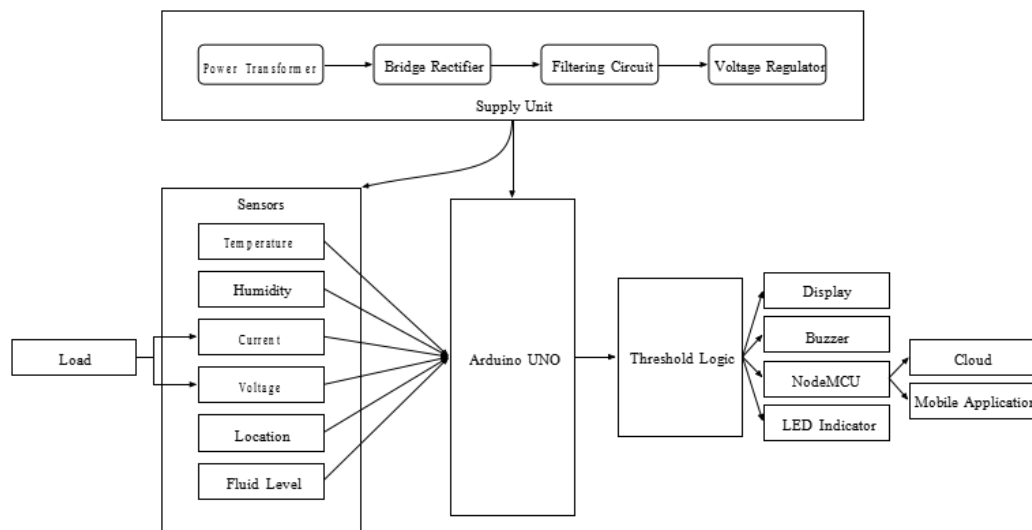 Power Transformer
Bridge Rectifier
Filtering Circuit
Voltage Regulator
Supply Unit
Sensors
Temperature
Humidity
Current
Voltage
Location
Fluid Level
Load
Arduino UNO
Threshold Logic
Display
Buzzer
NodeMCU
LED Indicator
Cloud
Mobile Application